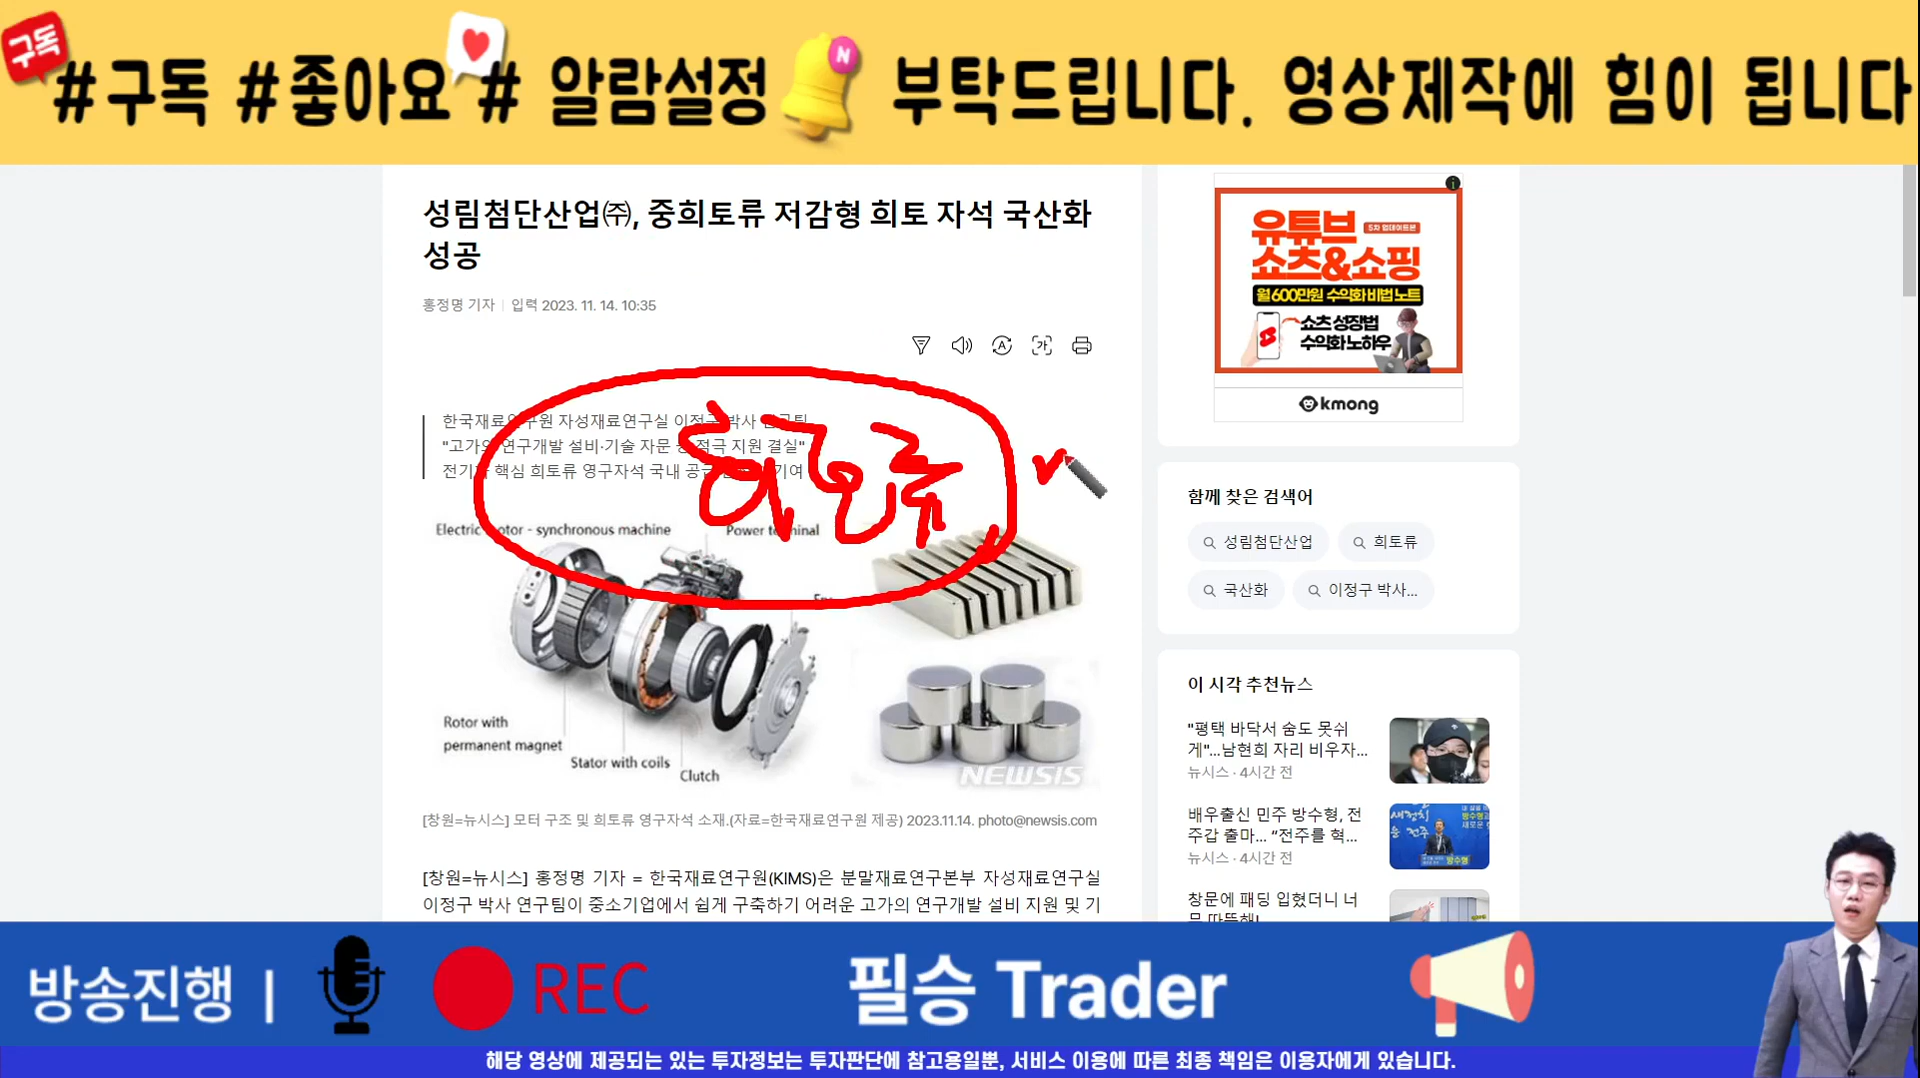 구독
#구독 #좋아요 # 알람설정 N 부탁드립니다. 영상제작에 힘이 됩니다
성림첨단산업㈜, 중희토류 저감형 희토 자석 국산화
성공
홍정명 기자 | 입력 2023. 11. 14. 10:35
한국재료연구원 자성재료연구실 이정구 박사
"고가의 연구개발 설비·기술 자문 적극 지원 결실"
전기차 핵심 희토류 영구자석 국내 기여
희토류
Electric motor - synchronous machine
Power terminal
Rotor with
permanent magnet
Stator with coils
Clutch
NEWSIS
[창원=뉴시스] 모터 구조 및 희토류 영구자석 소재.(자료=한국재료연구원 제공) 2023.11.14. photo@newsis.com
[창원=뉴시스] 홍정명 기자 = 한국재료연구원(KIMS)은 분말재료연구본부 자성재료연구실
이정구 박사 연구팀이 중소기업에서 쉽게 구축하기 어려운 고가의 연구개발 설비 지원 및 기
유튜브 5차 업데이트본
쇼츠&쇼핑
월 600만원 수익화 비법 노트
쇼츠 성장법
수익화 노하우
kmong
함께 찾은 검색어
성림첨단산업
희토류
국산화
이정구 박사...
이 시각 추천뉴스
"평택 바닥서 숨도 못쉬
게"...남현희 자리 비우자...
뉴시스 · 4시간 전
배우출신 민주 방수형, 전
주갑 출마... "전주를 혁...
뉴시스 · 4시간 전
방수형
창문에 패딩 입혔더니 너
무 따뜻해!
방송진행 |
REC
필승 Trader
해당 영상에 제공되는 있는 투자정보는 투자판단에 참고용일뿐, 서비스 이용에 따른 최종 책임은 이용자에게 있습니다.